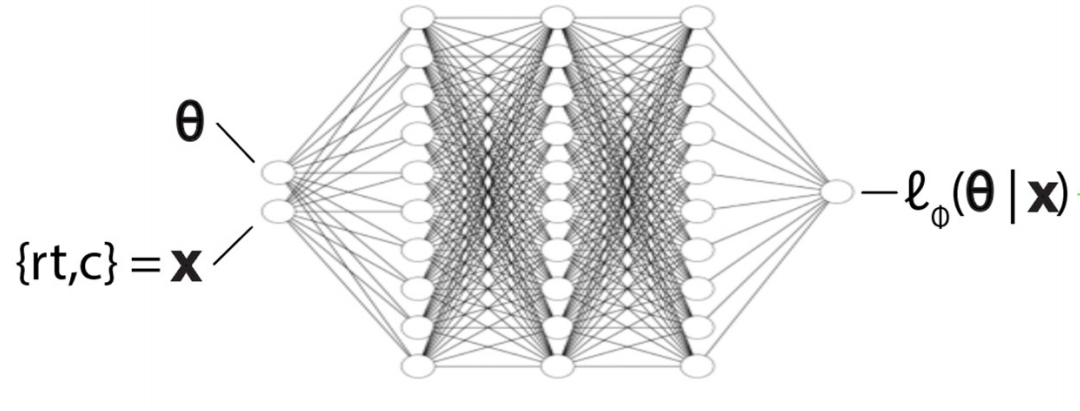 θ
{rt,c} = x
ℓ_Φ(θ | x)